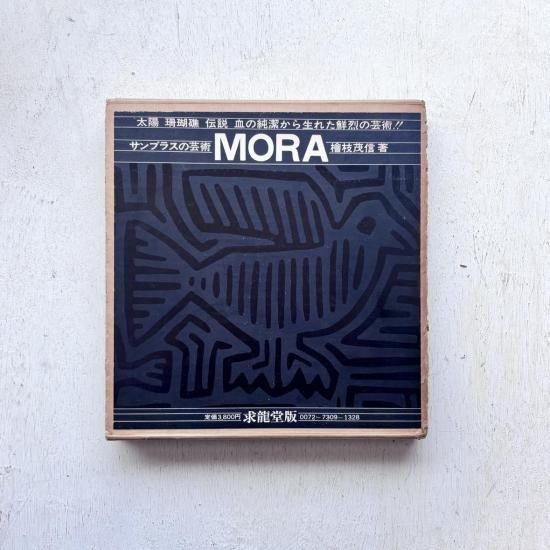 太陽 珊瑚礁 伝説 血の純潔から生れた鮮烈の芸術!!
サンブラスの芸術 MORA 檜枝茂信 著
定価3,800円 求龍堂版 0072-7309-1328